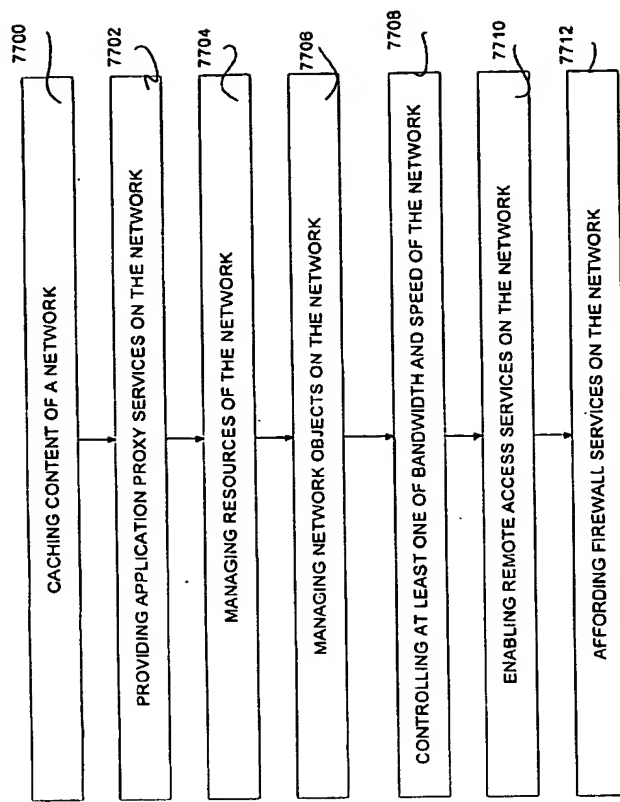 7700
CACHING CONTENT OF A NETWORK
7702
PROVIDING APPLICATION PROXY SERVICES ON THE NETWORK
7704
MANAGING RESOURCES OF THE NETWORK
7706
MANAGING NETWORK OBJECTS ON THE NETWORK
7708
CONTROLLING AT LEAST ONE OF BANDWIDTH AND SPEED OF THE NETWORK
7710
ENABLING REMOTE ACCESS SERVICES ON THE NETWORK
7712
AFFORDING FIREWALL SERVICES ON THE NETWORK